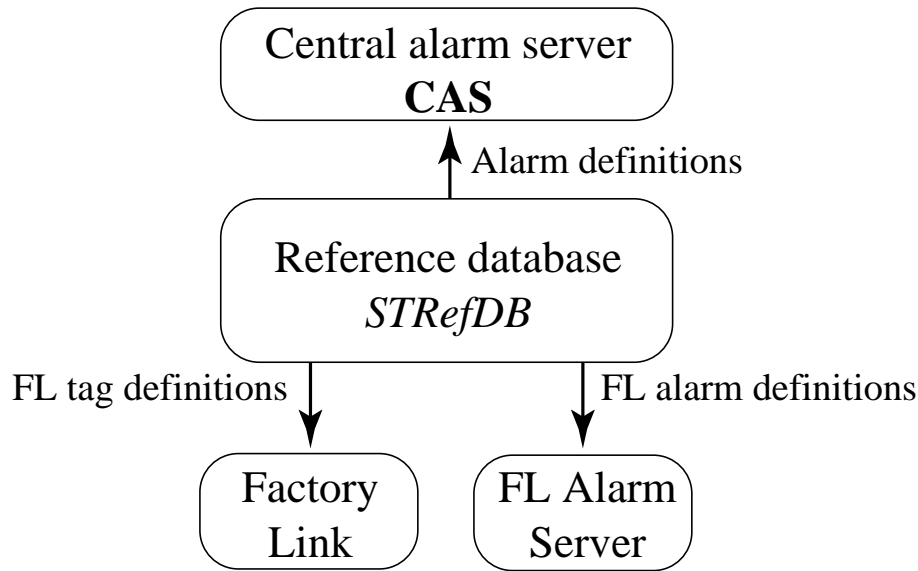 Central alarm server
CAS
Alarm definitions
Reference database
STRefDB
FL tag definitions
FL alarm definitions
Factory
Link
FL Alarm
Server